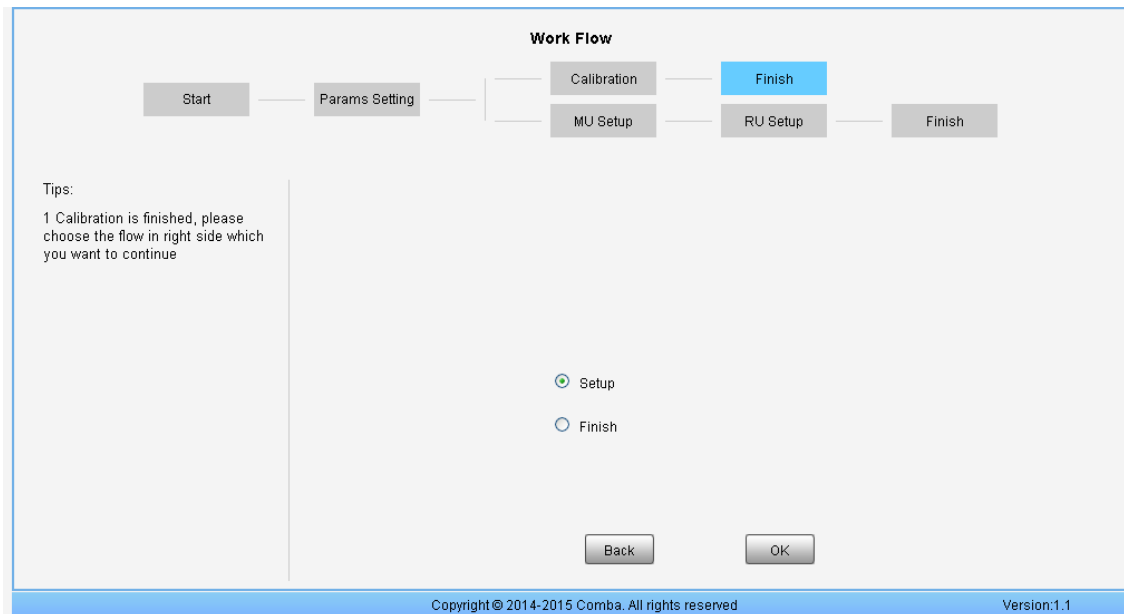 Work Flow
Calibration
Finish
Start
Params Setting
MU Setup
RU Setup
Finish
Tips:
1 Calibration is finished, please
choose the flow in right side which
you want to continue
Setup
Finish
Back
OK
Copyright © 2014-2015 Comba. All rights reserved
Version:1.1